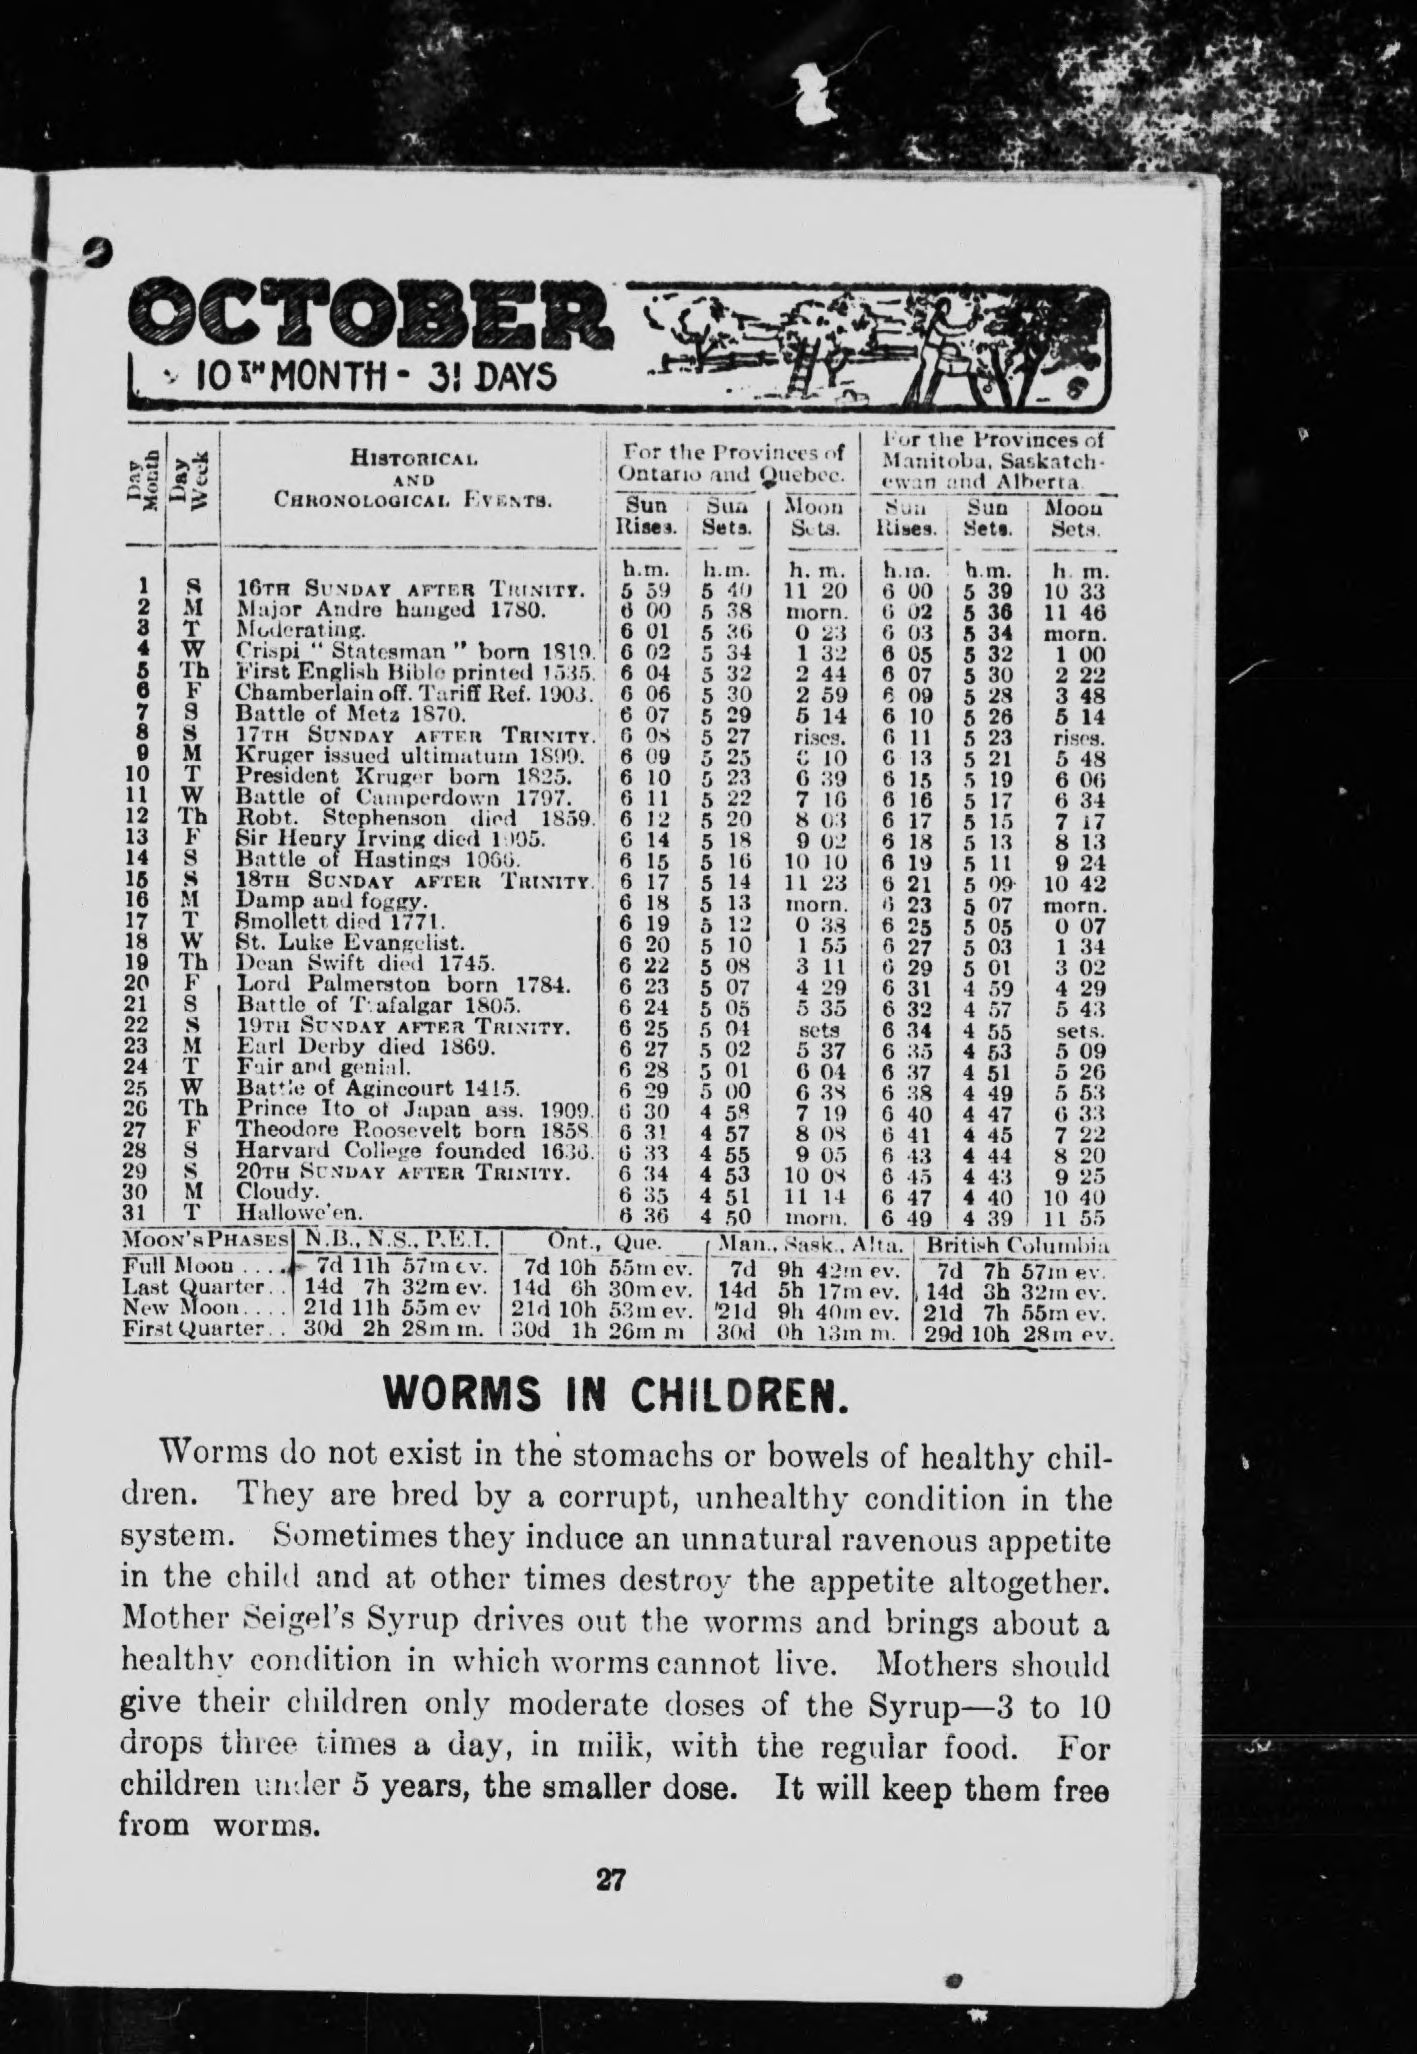 OCTOBER
10TH MONTH - 31 DAYS
Day Month
Day Week
HISTORICAL AND CHRONOLOGICAL EVENTS.
For the Provinces of Ontario and Quebec.
For the Provinces of Manitoba, Saskatch-ewan and Alberta.
Sun Rises. Sun Sets. Moon Sets. Sun Rises. Sun Sets. Moon Sets.
h.m. h.m. h. m. h.m. h.m. h. m.
1 S 16TH SUNDAY AFTER TRINITY. 5 59 5 40 11 20 6 00 5 39 10 33
2 M Major Andre hanged 1780. 6 00 5 38 morn. 6 02 5 36 11 46
3 T Moderating. 6 01 5 36 0 23 6 03 5 34 morn.
4 W Crispi "Statesman" born 1819. 6 02 5 34 1 32 6 05 5 32 1 00
5 Th First English Bible printed 1535. 6 04 5 32 2 44 6 07 5 30 2 22
6 F Chamberlain off. Tariff Ref. 1903. 6 06 5 30 2 59 6 09 5 28 3 48
7 S Battle of Metz 1870. 6 07 5 29 5 14 6 10 5 26 5 14
8 S 17TH SUNDAY AFTER TRINITY. 6 08 5 27 rises. 6 11 5 23 rises.
9 M Kruger issued ultimatum 1899. 6 09 5 25 10 6 13 5 21 5 48
10 T President Kruger born 1825. 6 10 5 23 6 39 6 15 5 19 6 06
11 W Battle of Camperdown 1797. 6 11 5 22 7 16 6 16 5 17 6 34
12 Th Robt. Stephenson died 1859. 6 12 5 20 8 03 6 17 5 15 7 17
13 F Sir Henry Irving died 1905. 6 14 5 18 9 02 6 18 5 13 8 13
14 S Battle of Hastings 1066. 6 15 5 16 10 10 6 19 5 11 9 24
15 S 18TH SUNDAY AFTER TRINITY. 6 17 5 14 11 23 6 21 5 09 10 42
16 M Damp and foggy. 6 18 5 13 morn. 6 23 5 07 morn.
17 T Smollett died 1771. 6 19 5 12 0 38 6 25 5 05 0 07
18 W St. Luke Evangelist. 6 20 5 10 1 55 6 27 5 03 1 34
19 Th Dean Swift died 1745. 6 22 5 08 3 11 6 29 5 01 3 02
20 F Lord Palmerston born 1784. 6 23 5 07 4 29 6 31 4 59 4 29
21 S Battle of Trafalgar 1805. 6 24 5 05 5 35 6 32 4 57 5 43
22 S 19TH SUNDAY AFTER TRINITY. 6 25 5 04 sets 6 34 4 55 sets.
23 M Earl Derby died 1869. 6 27 5 02 5 37 6 35 4 53 5 09
24 T Fair and genial. 6 28 5 01 6 04 6 37 4 51 5 26
25 W Battle of Agincourt 1415. 6 29 5 00 6 38 6 38 4 49 5 53
26 Th Prince Ito of Japan ass. 1909. 6 30 4 58 7 19 6 40 4 47 6 33
27 F Theodore Roosevelt born 1858. 6 31 4 57 8 08 6 41 4 45 7 22
28 S Harvard College founded 1636. 6 33 4 55 9 05 6 43 4 44 8 20
29 S 20TH SUNDAY AFTER TRINITY. 6 34 4 53 10 08 6 45 4 43 9 25
30 M Cloudy. 6 35 4 51 11 14 6 47 4 40 10 40
31 T Hallowe'en. 6 36 4 50 morn. 6 49 4 39 11 55
MOON'S PHASES N.B., N.S., P.E.I. Ont., Que. Man., Sask., Alta. British Columbia
Full Moon .... 7d 11h 57m ev. 7d 10h 55m ev. 7d 9h 42m ev. 7d 7h 57m ev.
Last Quarter.. 14d 7h 32m ev. 14d 6h 30m ev. 14d 5h 17m ev. 14d 3h 32m ev.
New Moon.... 21d 11h 55m ev 21d 10h 53m ev. 21d 9h 40m ev. 21d 7h 55m ev.
First Quarter.. 30d 2h 28m m. 30d 1h 26m m 30d 0h 13m m. 29d 10h 28m ev.
WORMS IN CHILDREN.
Worms do not exist in the stomachs or bowels of healthy chil-
dren. They are bred by a corrupt, unhealthy condition in the
system. Sometimes they induce an unnatural ravenous appetite
in the child and at other times destroy the appetite altogether.
Mother Seigel's Syrup drives out the worms and brings about a
healthy condition in which worms cannot live. Mothers should
give their children only moderate doses of the Syrup—3 to 10
drops three times a day, in milk, with the regular food. For
children under 5 years, the smaller dose. It will keep them free
from worms.
27